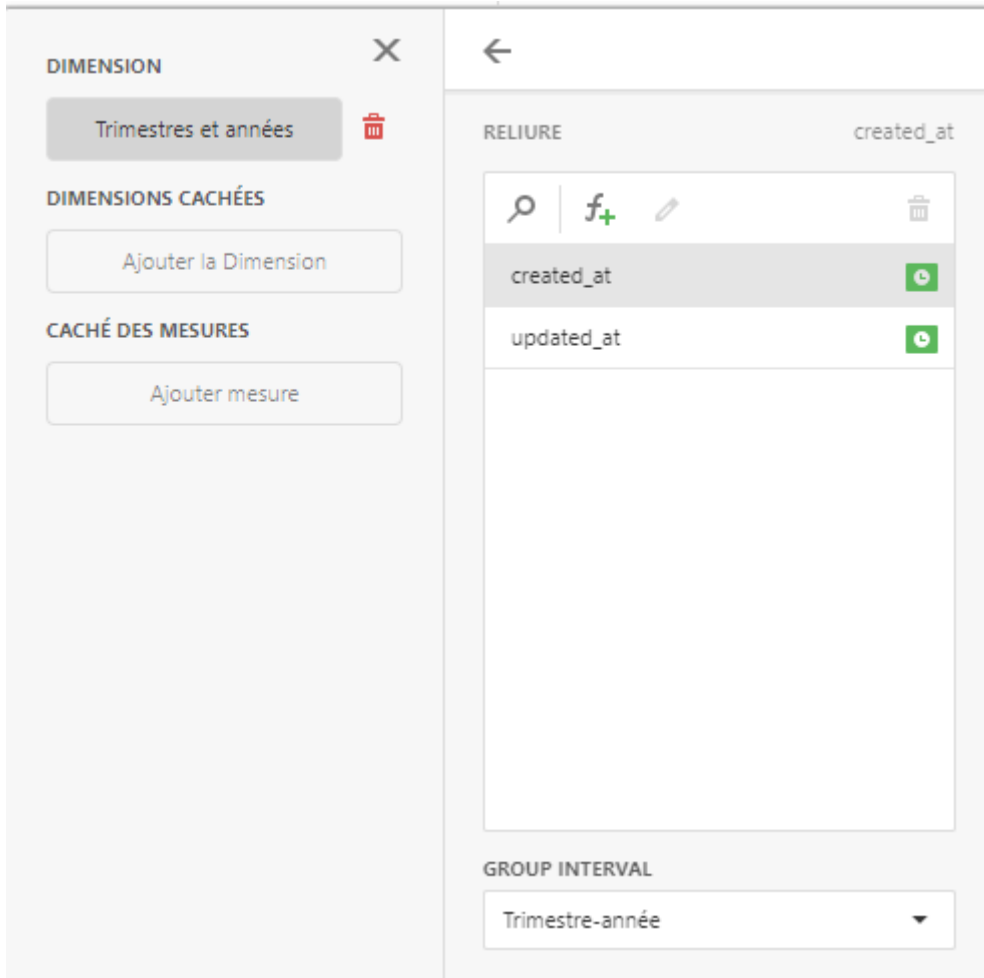 DIMENSION
Trimestres et années
DIMENSIONS CACHÉES
Ajouter la Dimension
CACHÉ DES MESURES
Ajouter mesure
RELIURE
created_at
created_at
updated_at
GROUP INTERVAL
Trimestre-année